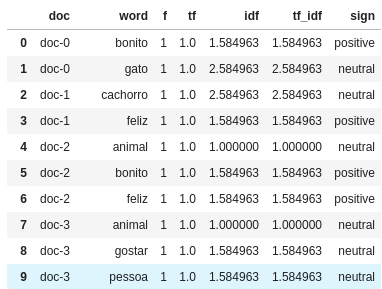 doc word f tf idf tf_idf sign
0 doc-0 bonito 1 1.0 1.584963 1.584963 positive
1 doc-0 gato 1 1.0 2.584963 2.584963 neutral
2 doc-1 cachorro 1 1.0 2.584963 2.584963 neutral
3 doc-1 feliz 1 1.0 1.584963 1.584963 positive
4 doc-2 animal 1 1.0 1.000000 1.000000 neutral
5 doc-2 bonito 1 1.0 1.584963 1.584963 positive
6 doc-2 feliz 1 1.0 1.584963 1.584963 positive
7 doc-3 animal 1 1.0 1.000000 1.000000 neutral
8 doc-3 gostar 1 1.0 1.584963 1.584963 neutral
9 doc-3 pessoa 1 1.0 1.584963 1.584963 neutral